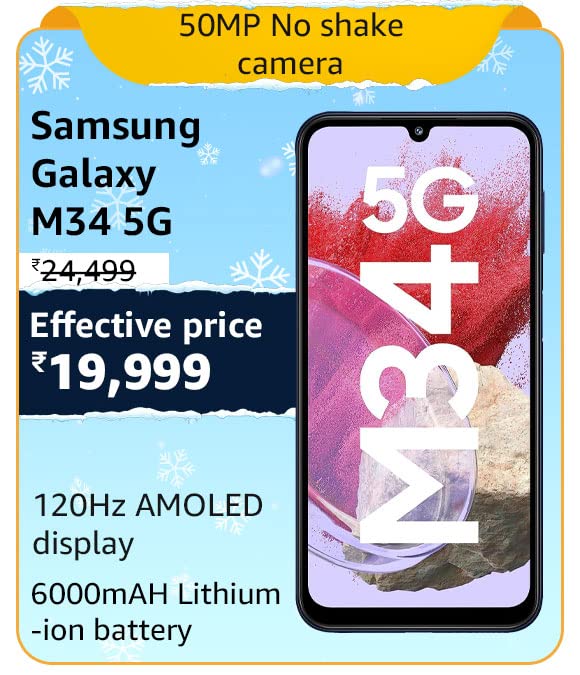 50MP No shake
camera
Samsung
Galaxy
M34 5G
₹24,499
Effective price
₹19,999
120Hz AMOLED
display
6000mAH Lithium
-ion battery
M34 5G